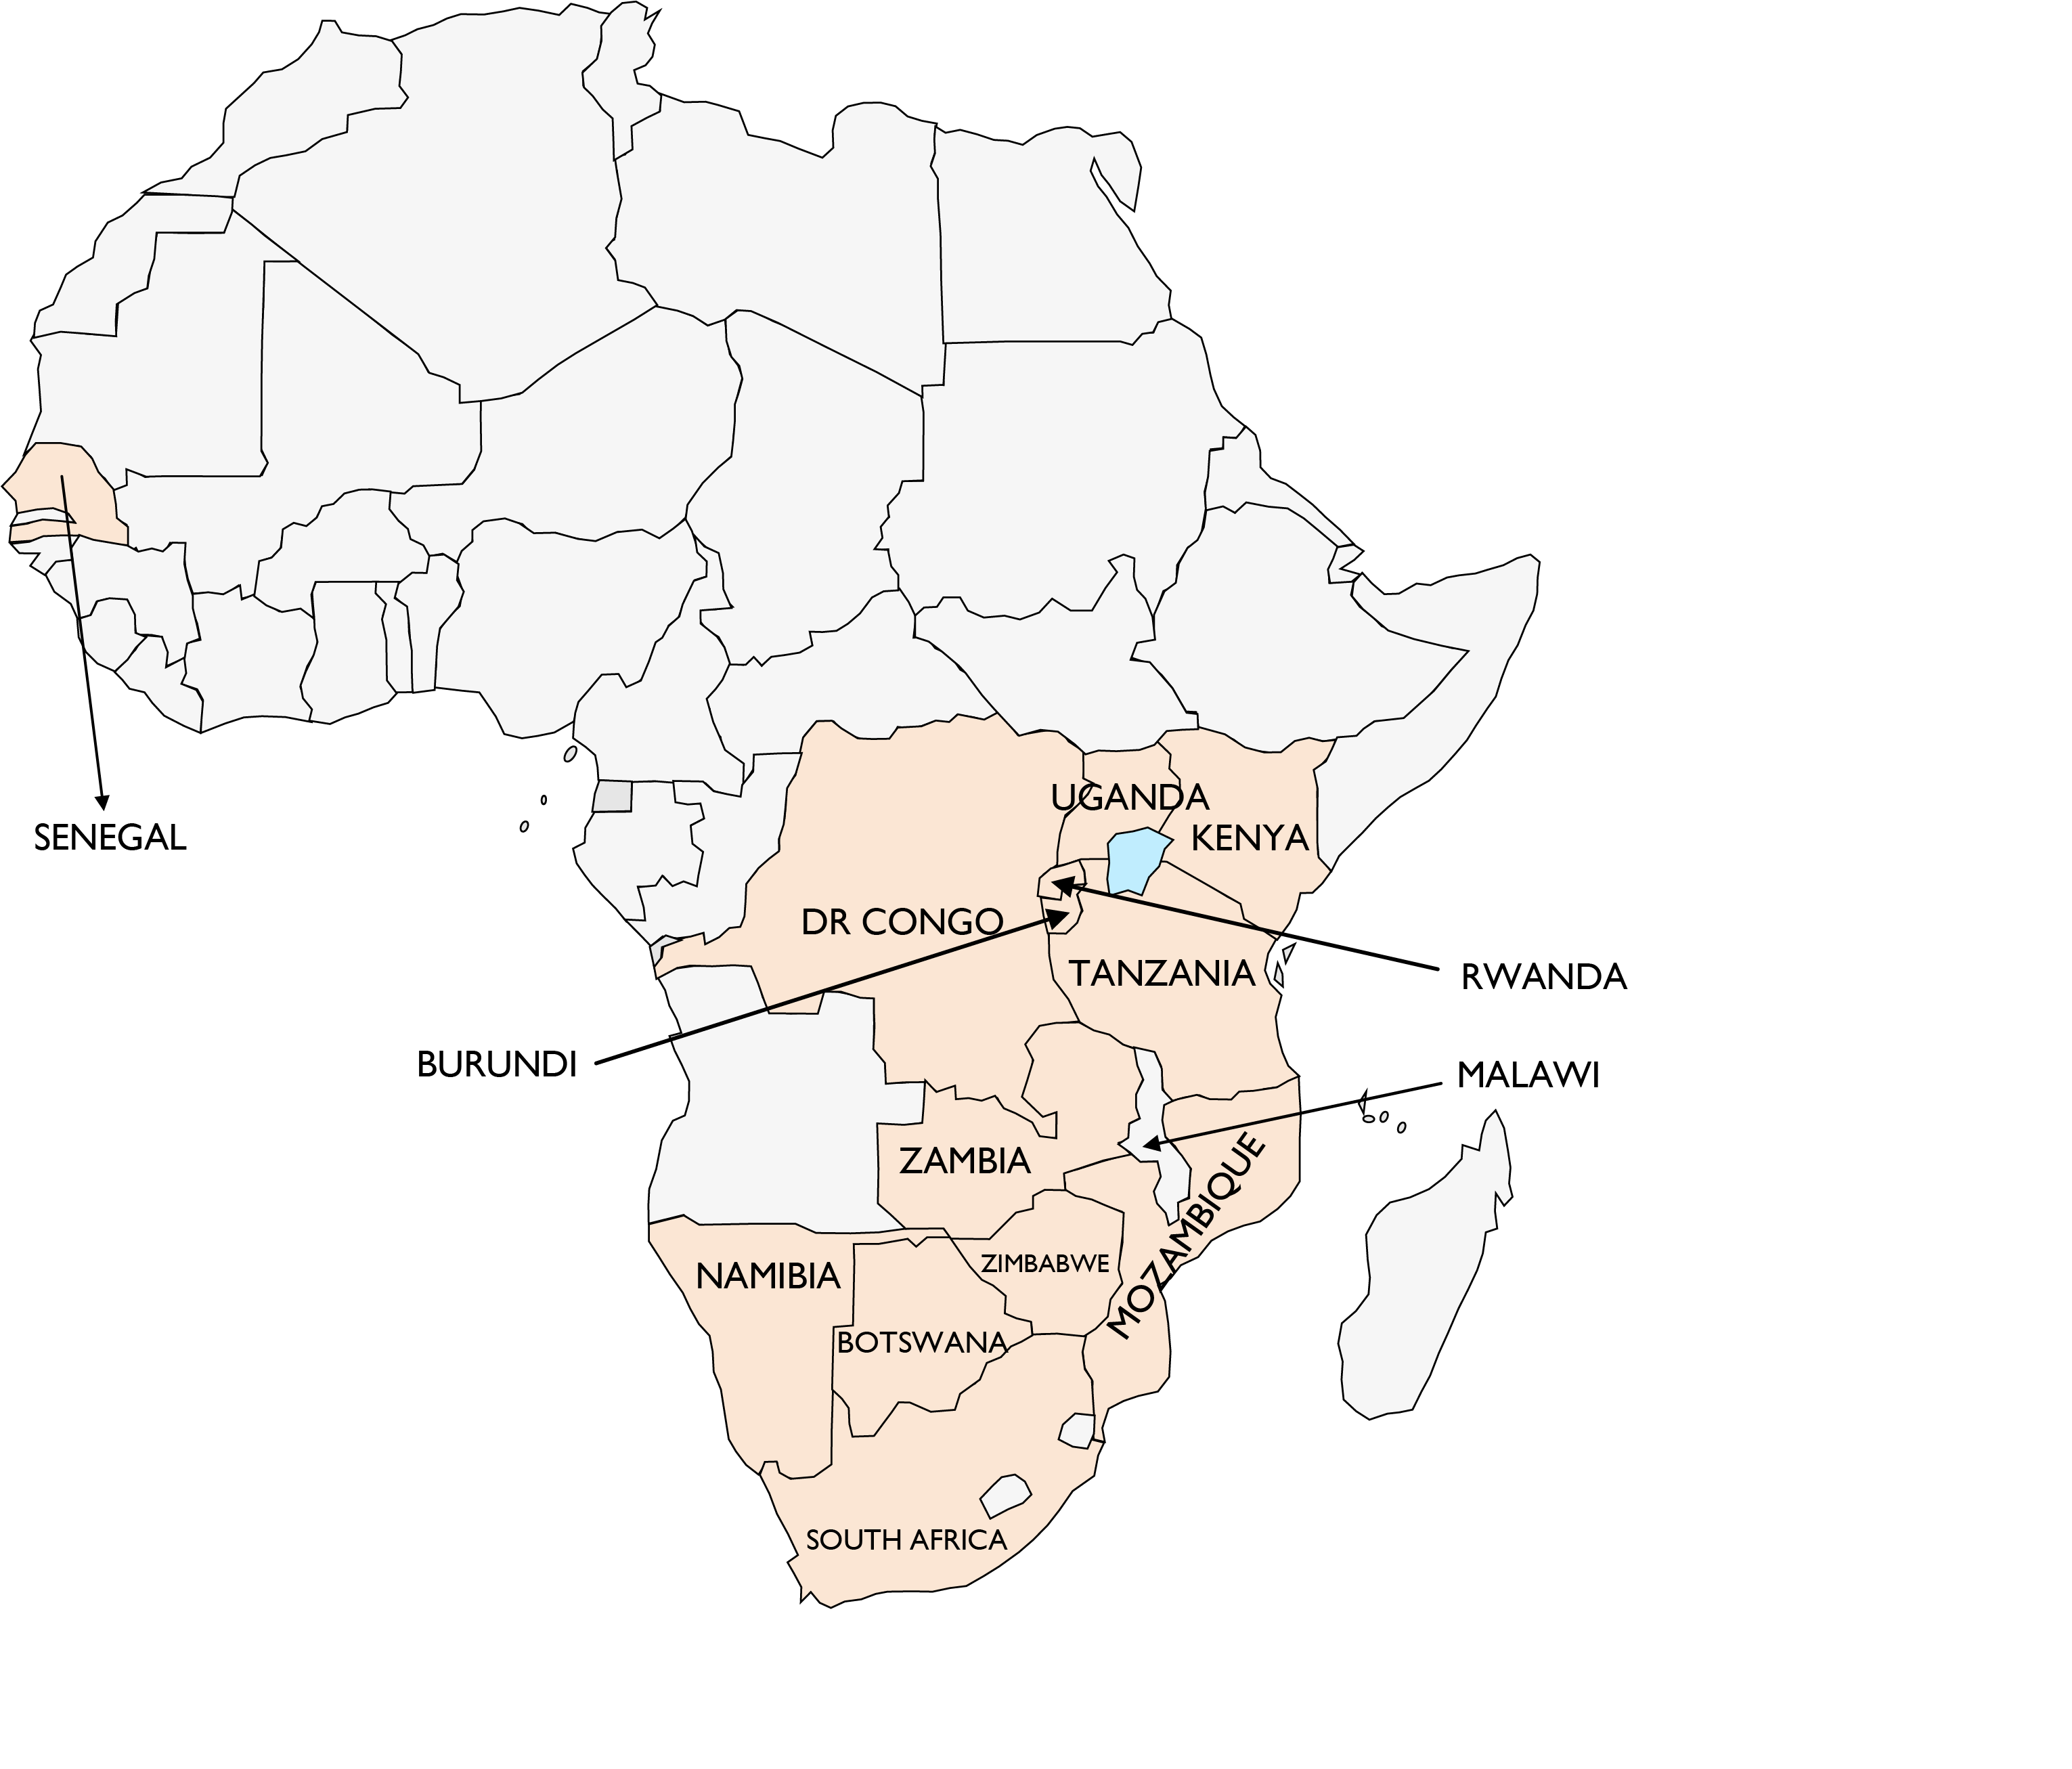 UGANDA
KENYA
SENEGAL
DR CONGO
TANZANIA
RWANDA
BURUNDI
MALAWI
ZAMBIA
MOZAMBIQUE
ZIMBABWE
NAMIBIA
BOTSWANA
SOUTH AFRICA